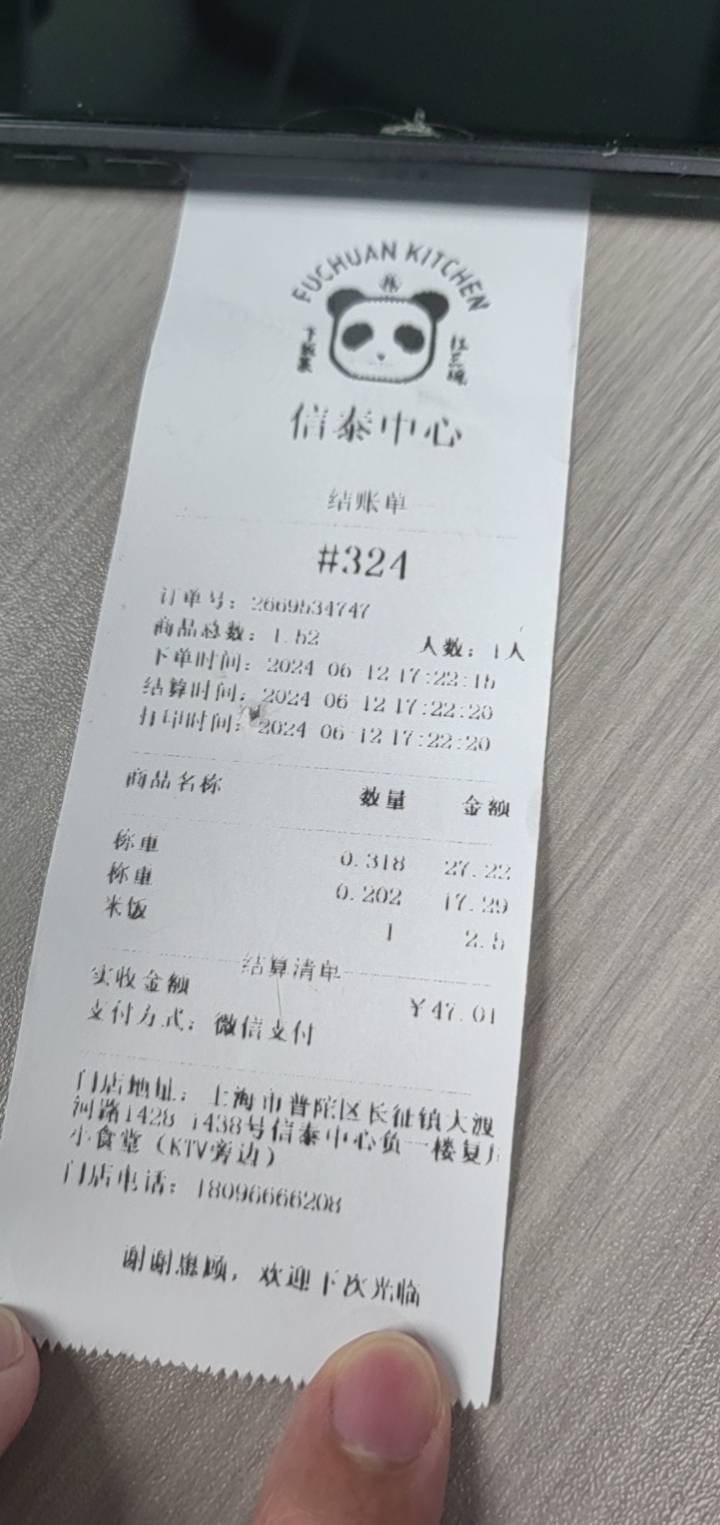 FUCHUAN KITCHEN
下饭菜
扛三碗
信泰中心
结账单
#324
订单号：2669534747
商品总数：1.52 人数：1人
下单时间：2024-06-12 17:22:15
结算时间：2024-06-12 17:22:20
打印时间：2024-06-12 17:22:20
商品名称 数量 金额
称重 0.318 27.22
称重 0.202 17.29
米饭 1 2.5
结算清单
实收金额 ￥47.01
支付方式：微信支付
门店地址：上海市普陀区长征镇大渡
河路1428-1438号信泰中心负一楼复川
小食堂（KTV旁边）
门店电话：18096666208
谢谢惠顾，欢迎下次光临